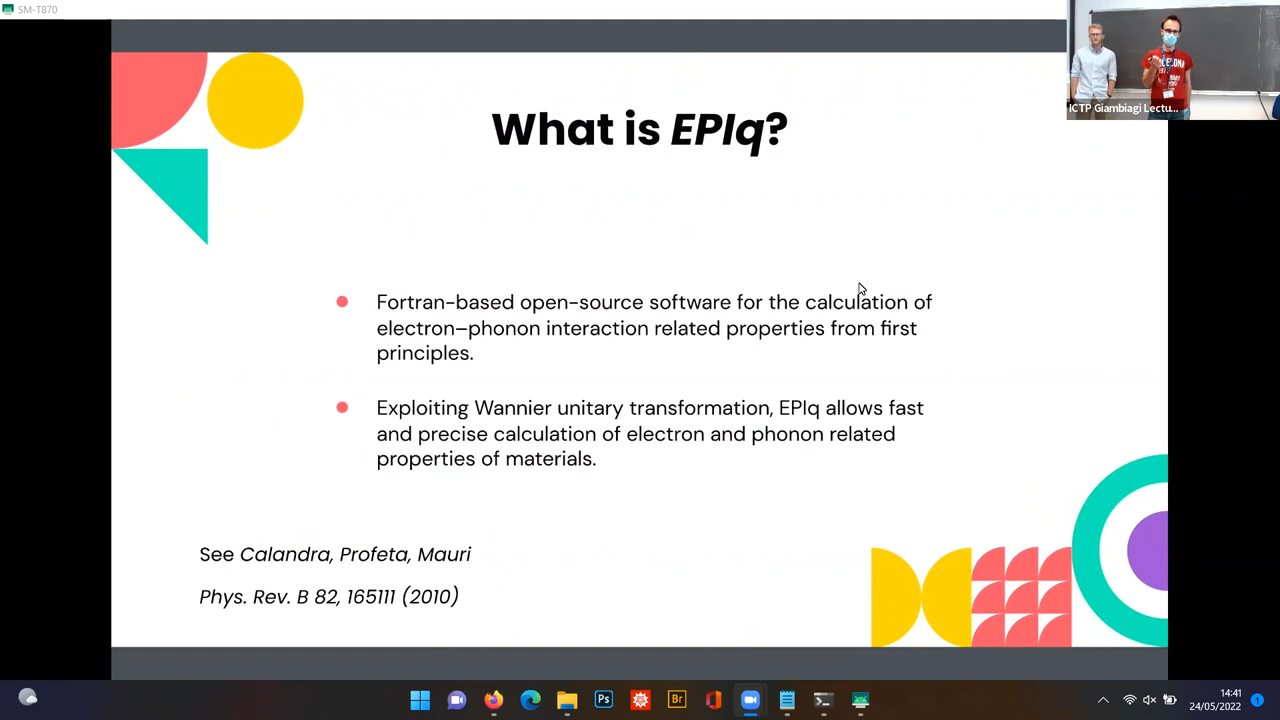 SM-T870
What is EPIq?
ICTP Giambiagi Lectu...
Fortran-based open-source software for the calculation of
electron–phonon interaction related properties from first
principles.
Exploiting Wannier unitary transformation, EPIq allows fast
and precise calculation of electron and phonon related
properties of materials.
See Calandra, Profeta, Mauri
Phys. Rev. B 82, 165111 (2010)
Ps
Br
14:41
24/05/2022
1